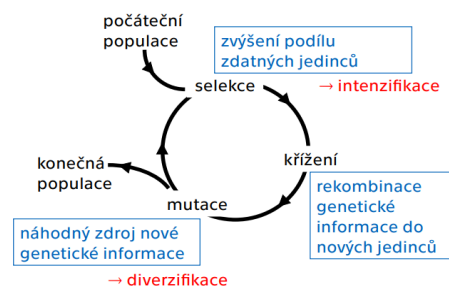 počáteční
populace
zvýšení podílu
zdatných jedinců
selekce
→ intenzifikace
křížení
konečná
populace
rekombinace
genetické
informace do
nových jedinců
mutace
náhodný zdroj nové
genetické informace
→ diverzifikace